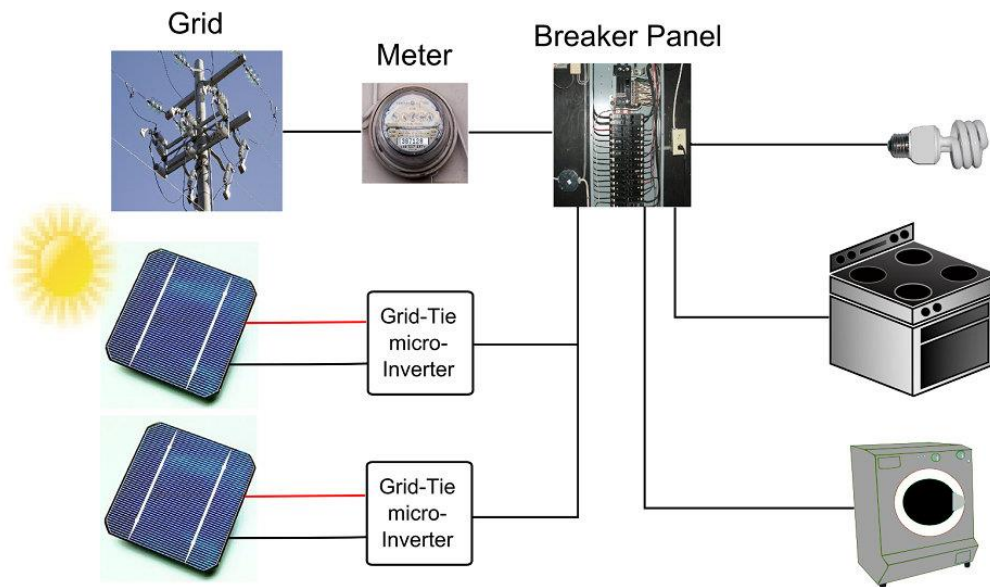 Grid
Meter
Breaker Panel
Grid-Tie
micro-
Inverter
Grid-Tie
micro-
Inverter